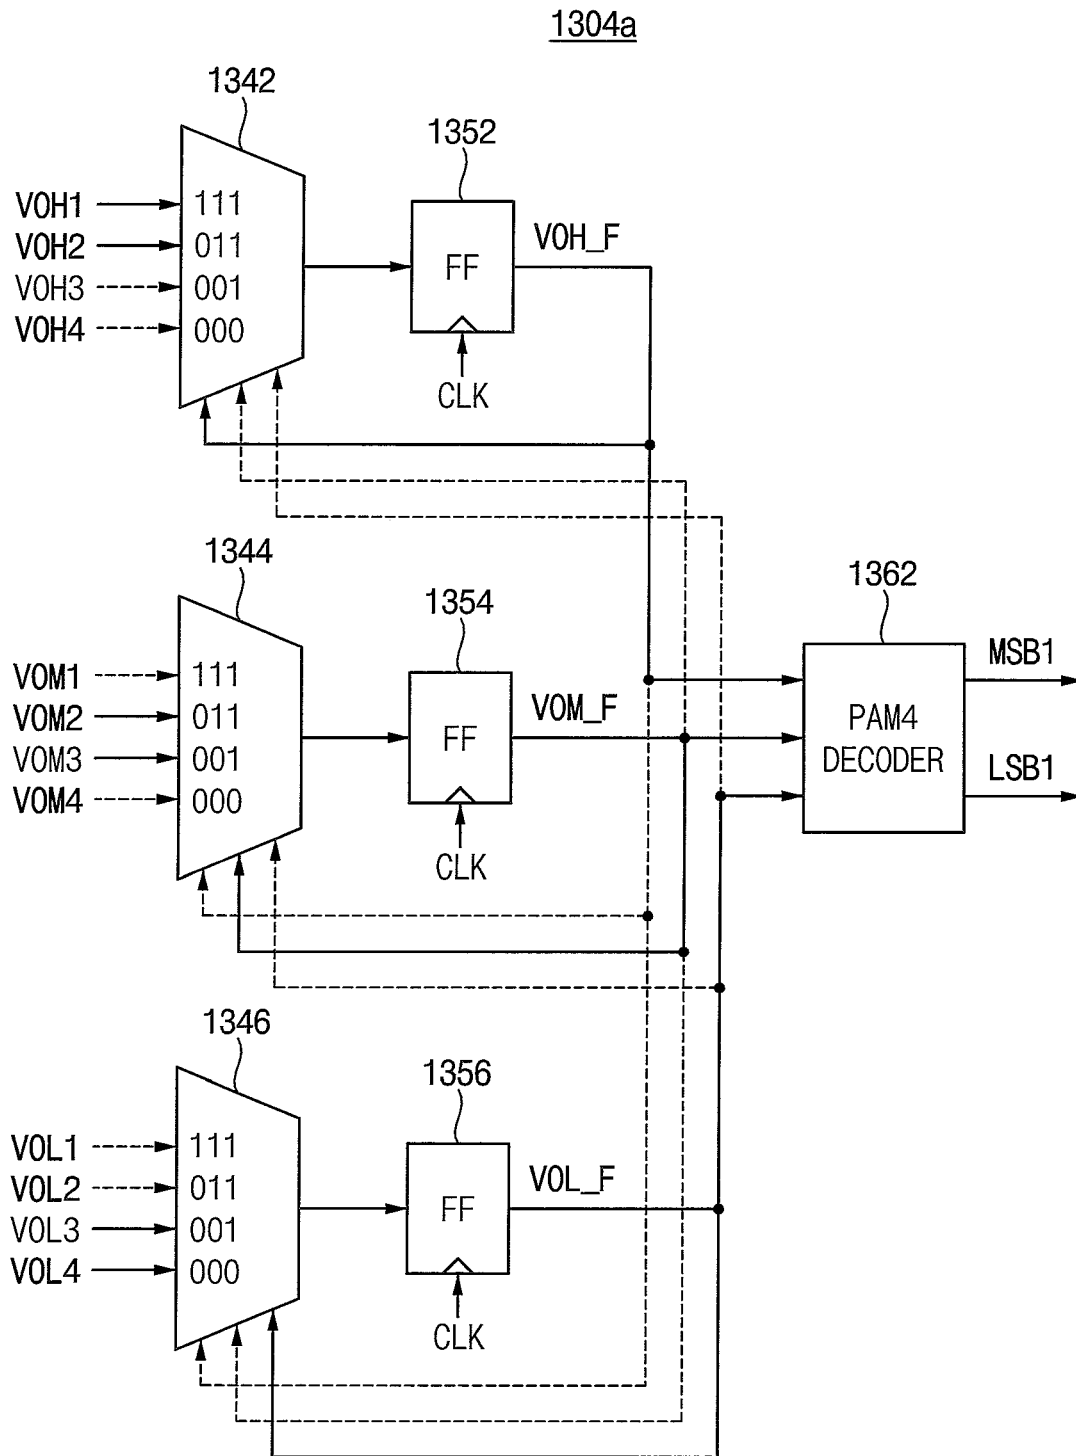 1304a
1342
1352
VOH1
111
VOH2
011
VOH3
001
VOH4
000
FF
VOH_F
CLK
1344
1354
1362
VOM1
111
VOM2
011
VOM3
001
VOM4
000
FF
VOM_F
CLK
PAM4
DECODER
MSB1
LSB1
1346
1356
VOL1
111
VOL2
011
VOL3
001
VOL4
000
FF
VOL_F
CLK